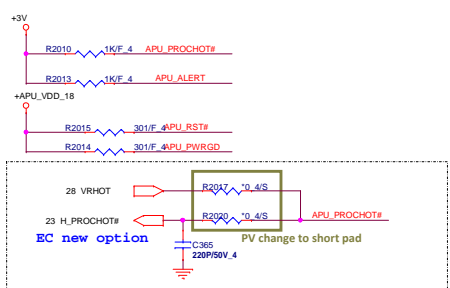 +3V
R2010 1K/F_4 APU_PROCHOT#
R2013 1K/F_4 APU_ALERT
+APU_VDD_18
R2015 301/F_4 APU_RST#
R2014 301/F_4 APU_PWRGD
28 VRHOT R2017 *0_4/S
23 H_PROCHOT# R2020 *0_4/S APU_PROCHOT#
EC new option PV change to short pad
C365
220P/50V_4